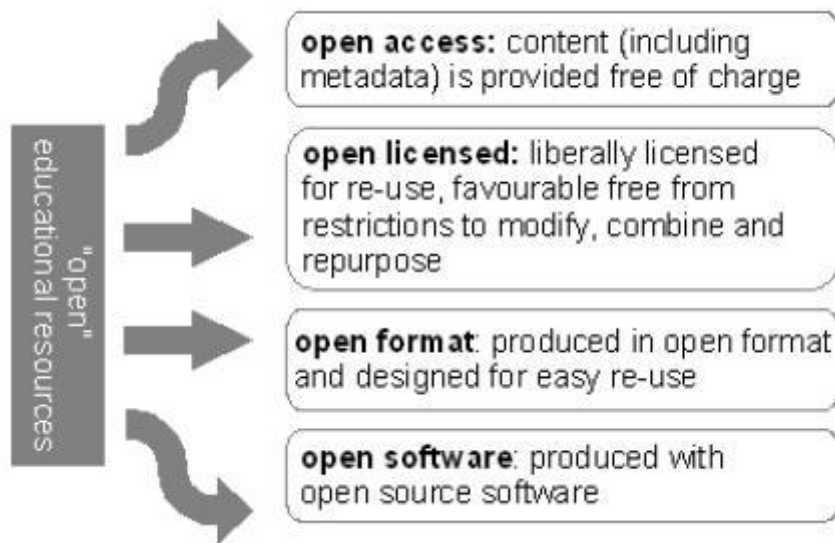 "open"
educational resources
open access: content (including
metadata) is provided free of charge
open licensed: liberally licensed
for re-use, favourable free from
restrictions to modify, combine and
repurpose
open format: produced in open format
and designed for easy re-use
open software: produced with
open source software